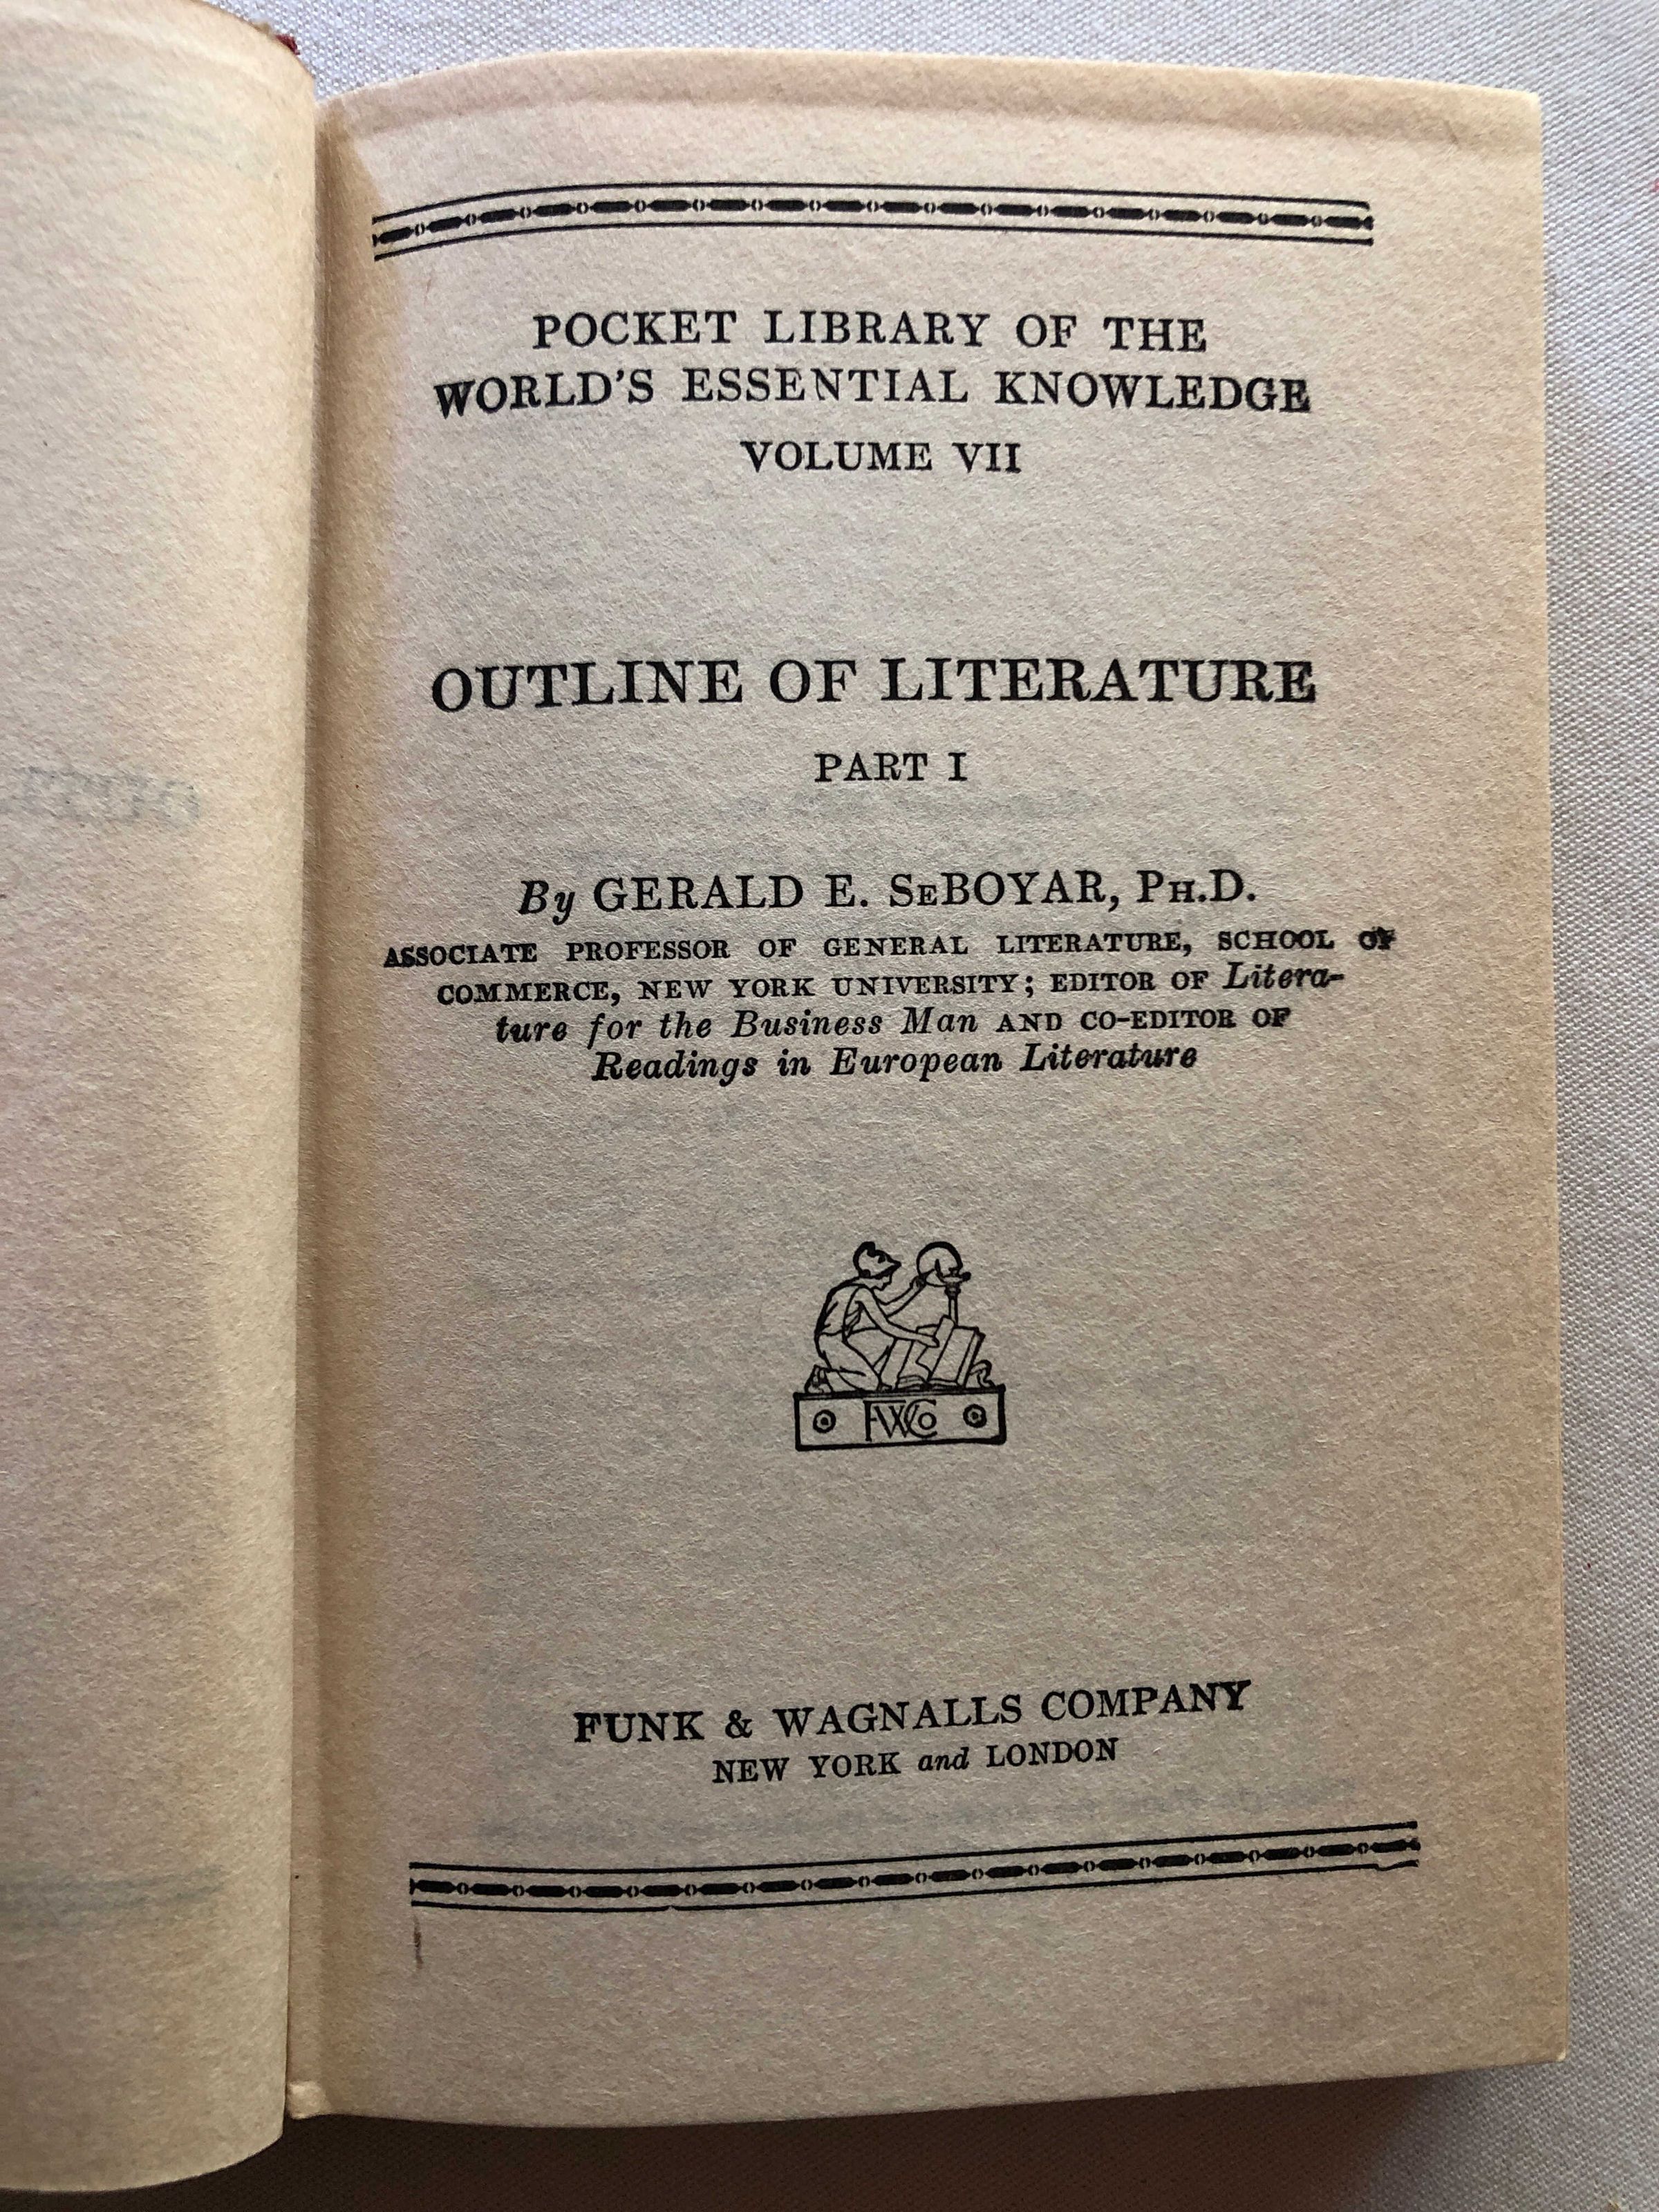 POCKET LIBRARY OF THE
WORLD'S ESSENTIAL KNOWLEDGE
VOLUME VII
OUTLINE OF LITERATURE
PART I
By GERALD E. SEBOYAR, PH.D.
ASSOCIATE PROFESSOR OF GENERAL LITERATURE, SCHOOL OF
COMMERCE, NEW YORK UNIVERSITY; EDITOR OF Litera-
ture for the Business Man AND CO-EDITOR OF
Readings in European Literature
FWCo
FUNK & WAGNALLS COMPANY
NEW YORK and LONDON